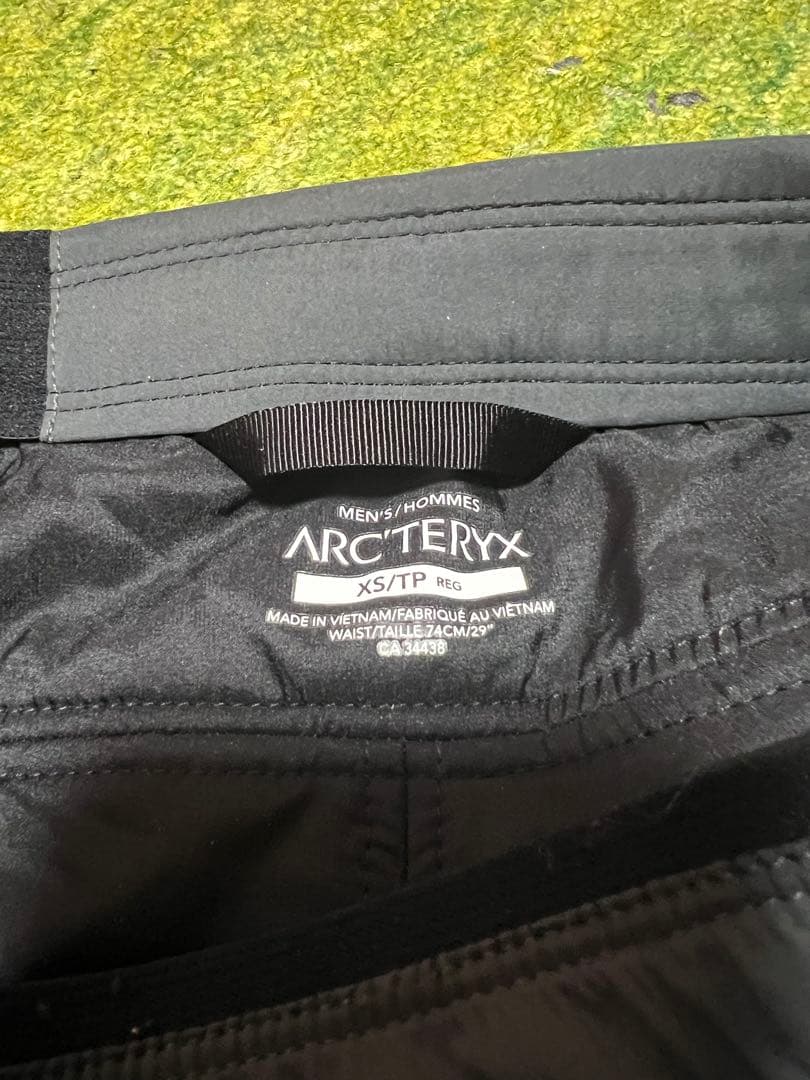 MEN'S/HOMMES
ARC'TERYX
XS/TP REG
MADE IN VIETNAM/FABRIQUÉ AU VIETNAM
WAIST/TAILLE 74CM/29"
CA 34438